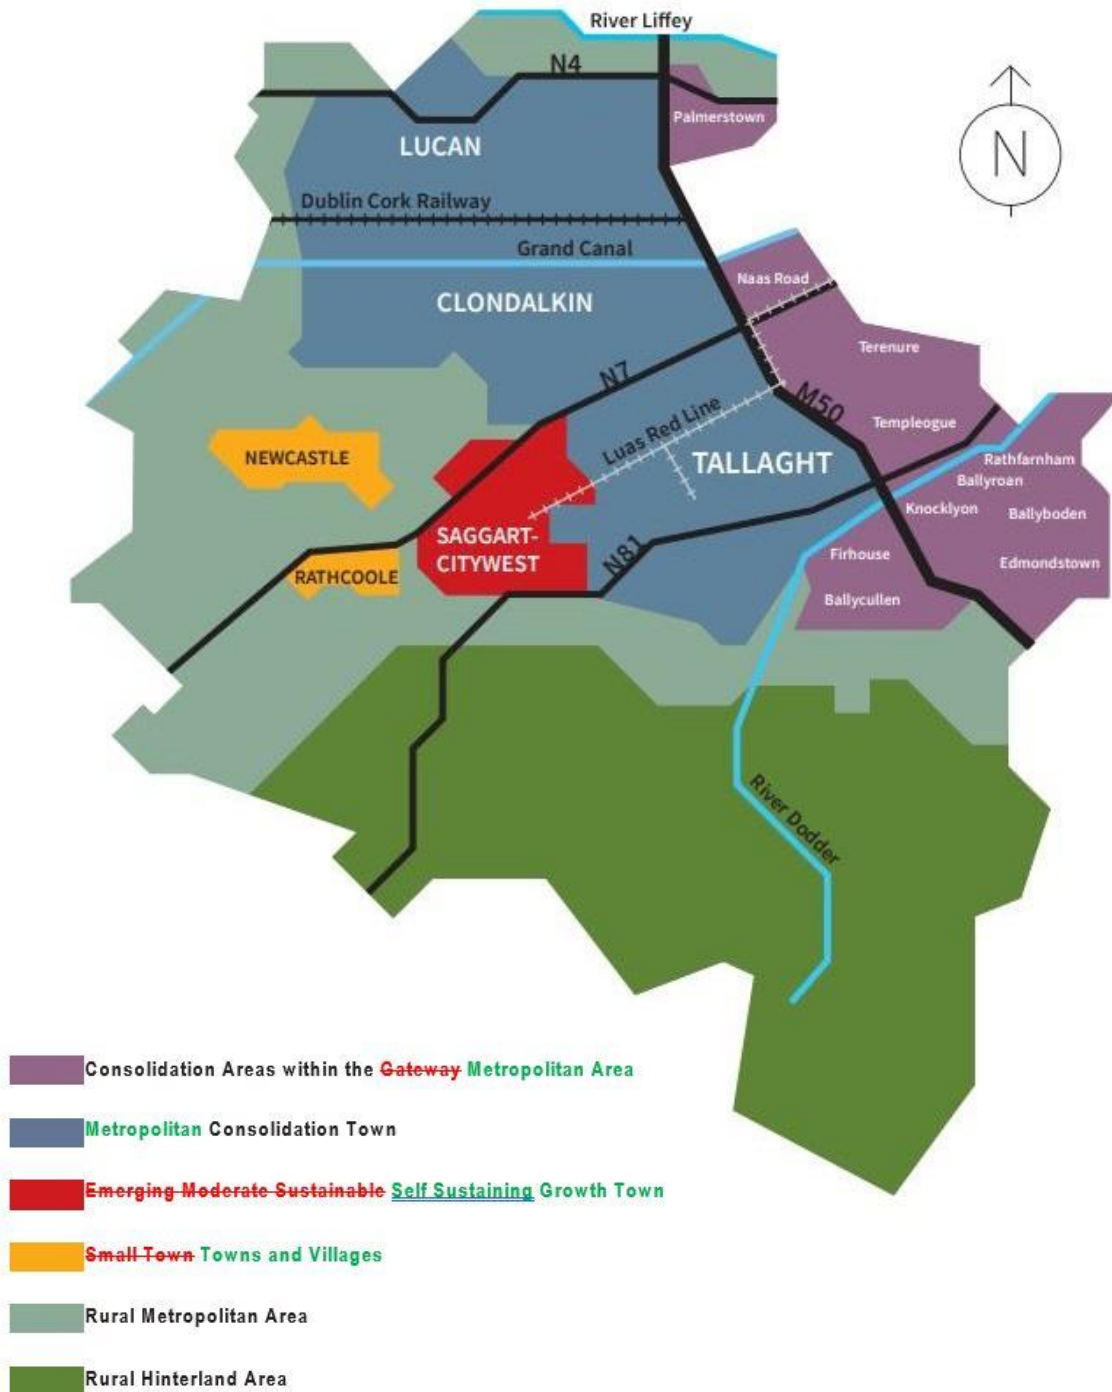 River Liffey
N4
Palmerstown
LUCAN
N
Dublin Cork Railway
Grand Canal
Naas Road
CLONDALKIN
Terenure
N7
M50
Luas Red Line
Templeogue
NEWCASTLE
TALLAGHT
Rathfarnham
Ballyroan
Knocklyon
Ballyboden
SAGGART-
CITYWEST
N81
Firhouse
Edmondstown
RATHCOOLE
Ballycullen
River Dodder
Consolidation Areas within the Gateway Metropolitan Area
Metropolitan Consolidation Town
Emerging Moderate Sustainable Self Sustaining Growth Town
Small Town Towns and Villages
Rural Metropolitan Area
Rural Hinterland Area